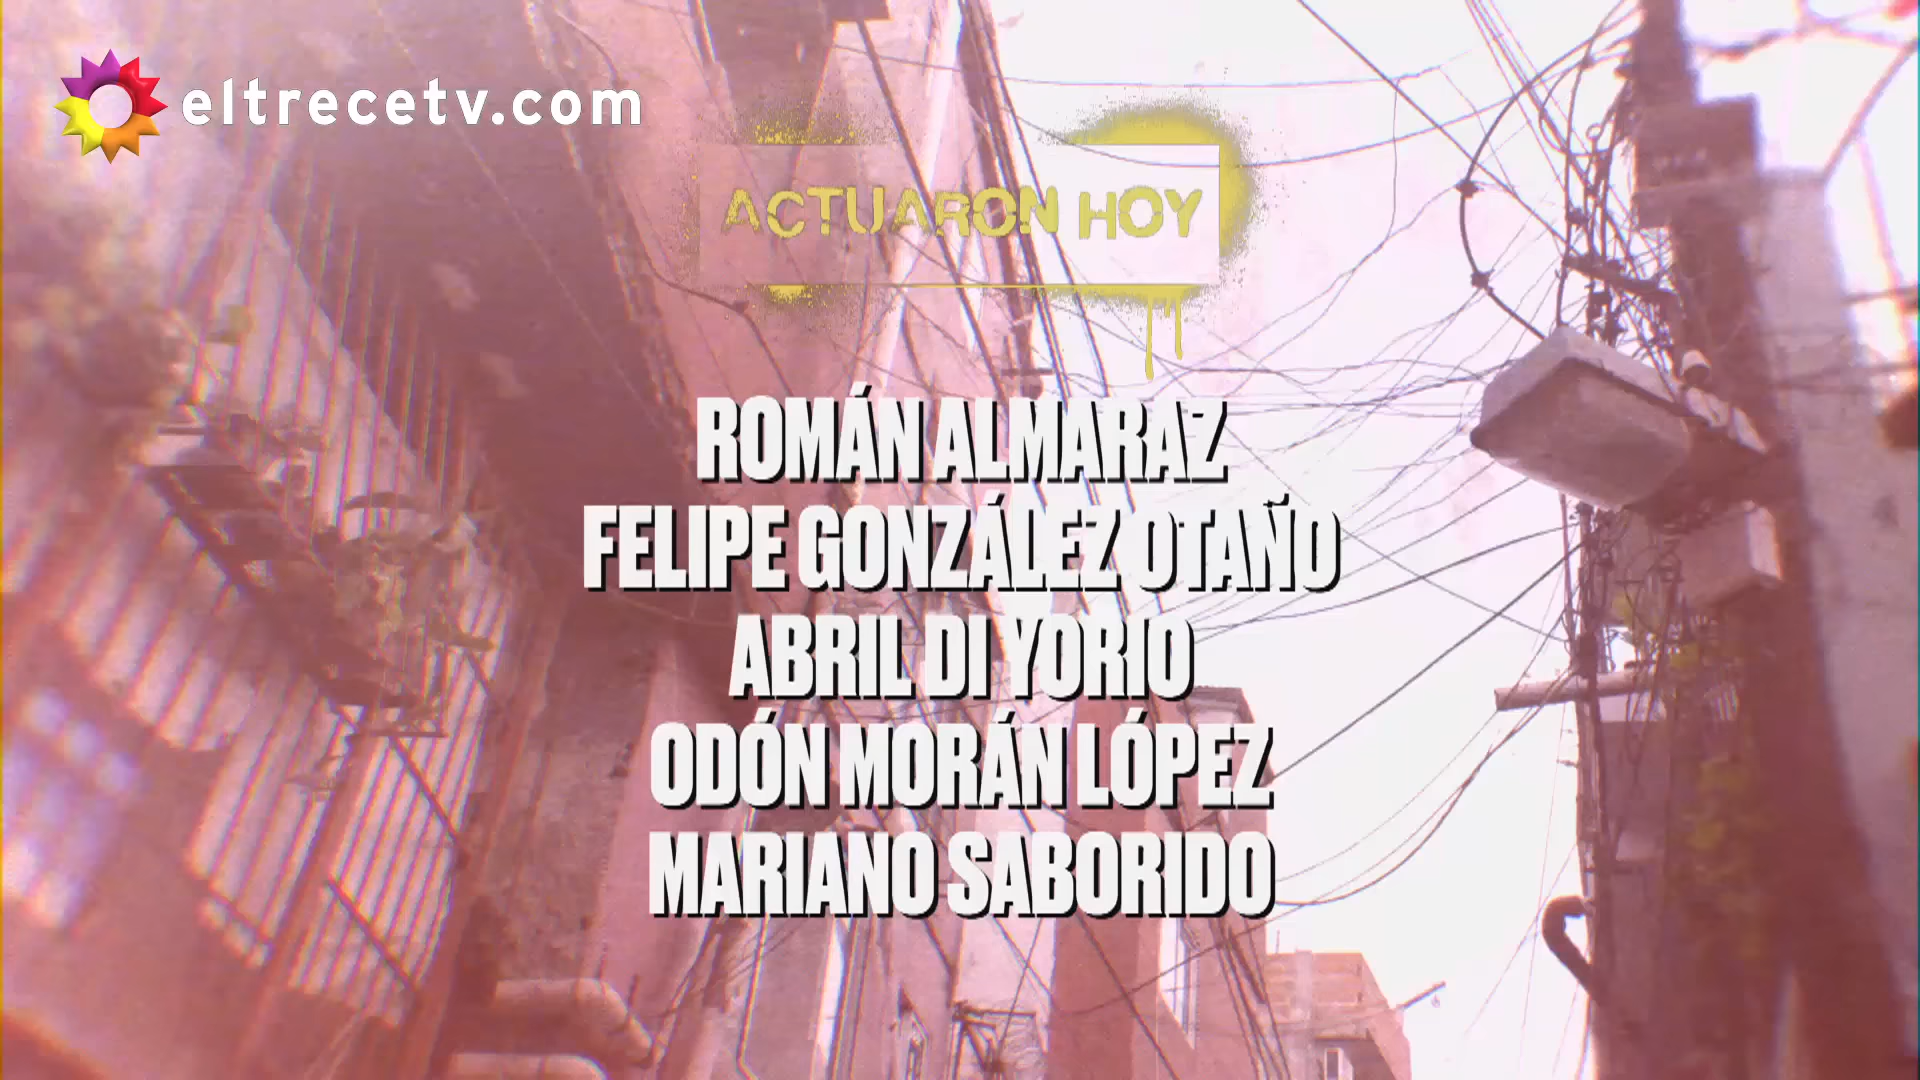 eltrecetv.com
ACTUARON HOY
ROMÁN ALMARAZ
FELIPE GONZÁLEZ OTAÑO
ABRIL DI YORIO
ODÓN MORÁN LÓPEZ
MARIANO SABORIDO